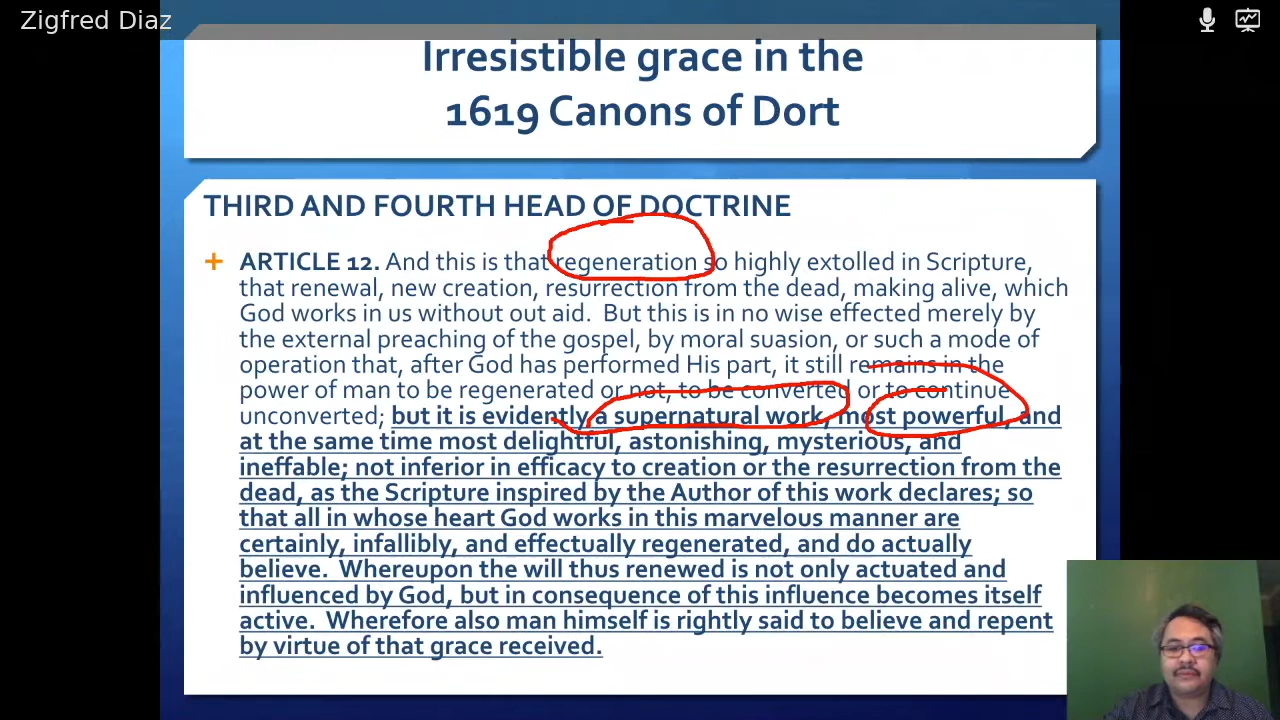 Zigfred Diaz
Irresistible grace in the
1619 Canons of Dort
THIRD AND FOURTH HEAD OF DOCTRINE
+ ARTICLE 12. And this is that regeneration so highly extolled in Scripture,
that renewal, new creation, resurrection from the dead, making alive, which
God works in us without out aid. But this is in no wise effected merely by
the external preaching of the gospel, by moral suasion, or such a mode of
operation that, after God has performed His part, it still remains in the
power of man to be regenerated or not, to be converted or to continue
unconverted; but it is evidently a supernatural work, most powerful, and
at the same time most delightful, astonishing, mysterious, and
ineffable; not inferior in efficacy to creation or the resurrection from the
dead, as the Scripture inspired by the Author of this work declares; so
that all in whose heart God works in this marvelous manner are
certainly, infallibly, and effectually regenerated, and do actually
believe. Whereupon the will thus renewed is not only actuated and
influenced by God, but in consequence of this influence becomes itself
active. Wherefore also man himself is rightly said to believe and repent
by virtue of that grace received.